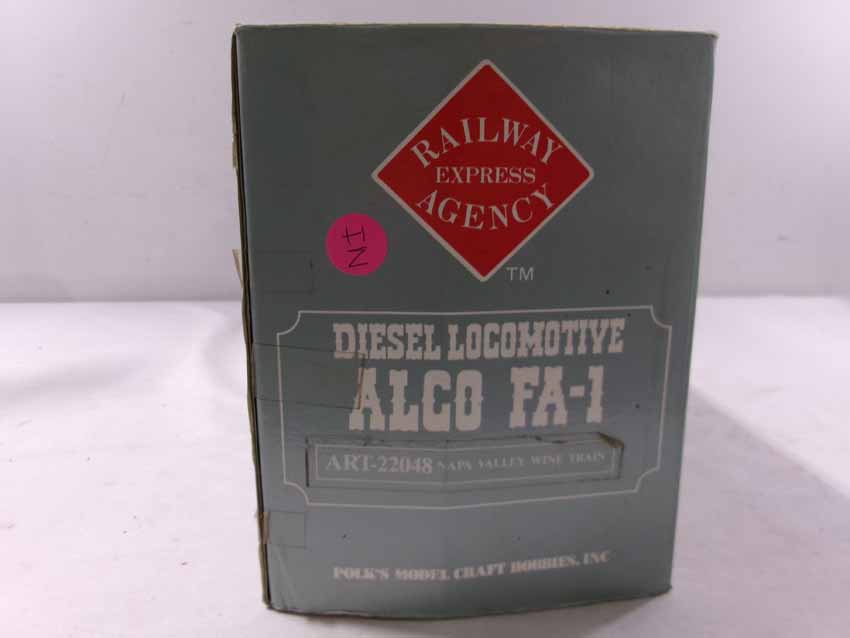 RAILWAY
EXPRESS
AGENCY
TM
IN
DIESEL LOCOMOTIVE
ALCO FA-1
ART-22048 NAPA VALLEY WINE TRAIN
POLK'S MODEL CRAFT HOBBIES, INC